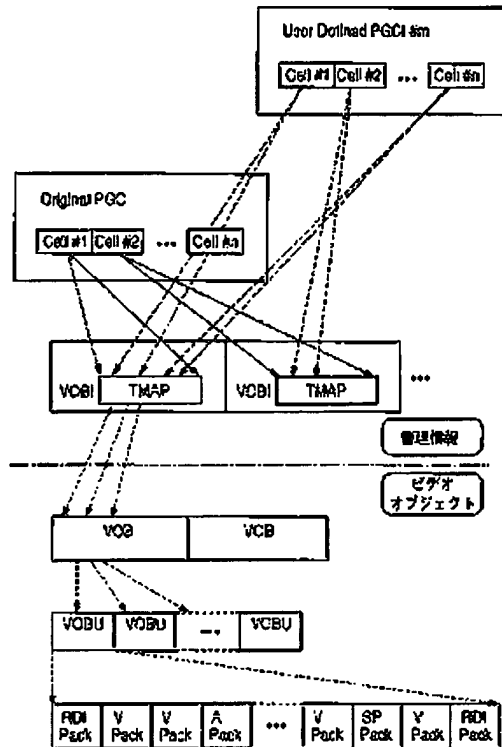 User Defined PGCI #m
Cell #1 Cell #2 ••• Cell #n
Original PGC
Cell #1 Cell #2 ••• Cell #n
VOBI TMAP VOBI TMAP •••
管理情報
ビデオ
オブジェクト
VOB VOB
VOBU VOBU ••• VOBU
RDI Pack V Pack V Pack A Pack ••• V Pack SP Pack V Pack RDI Pack